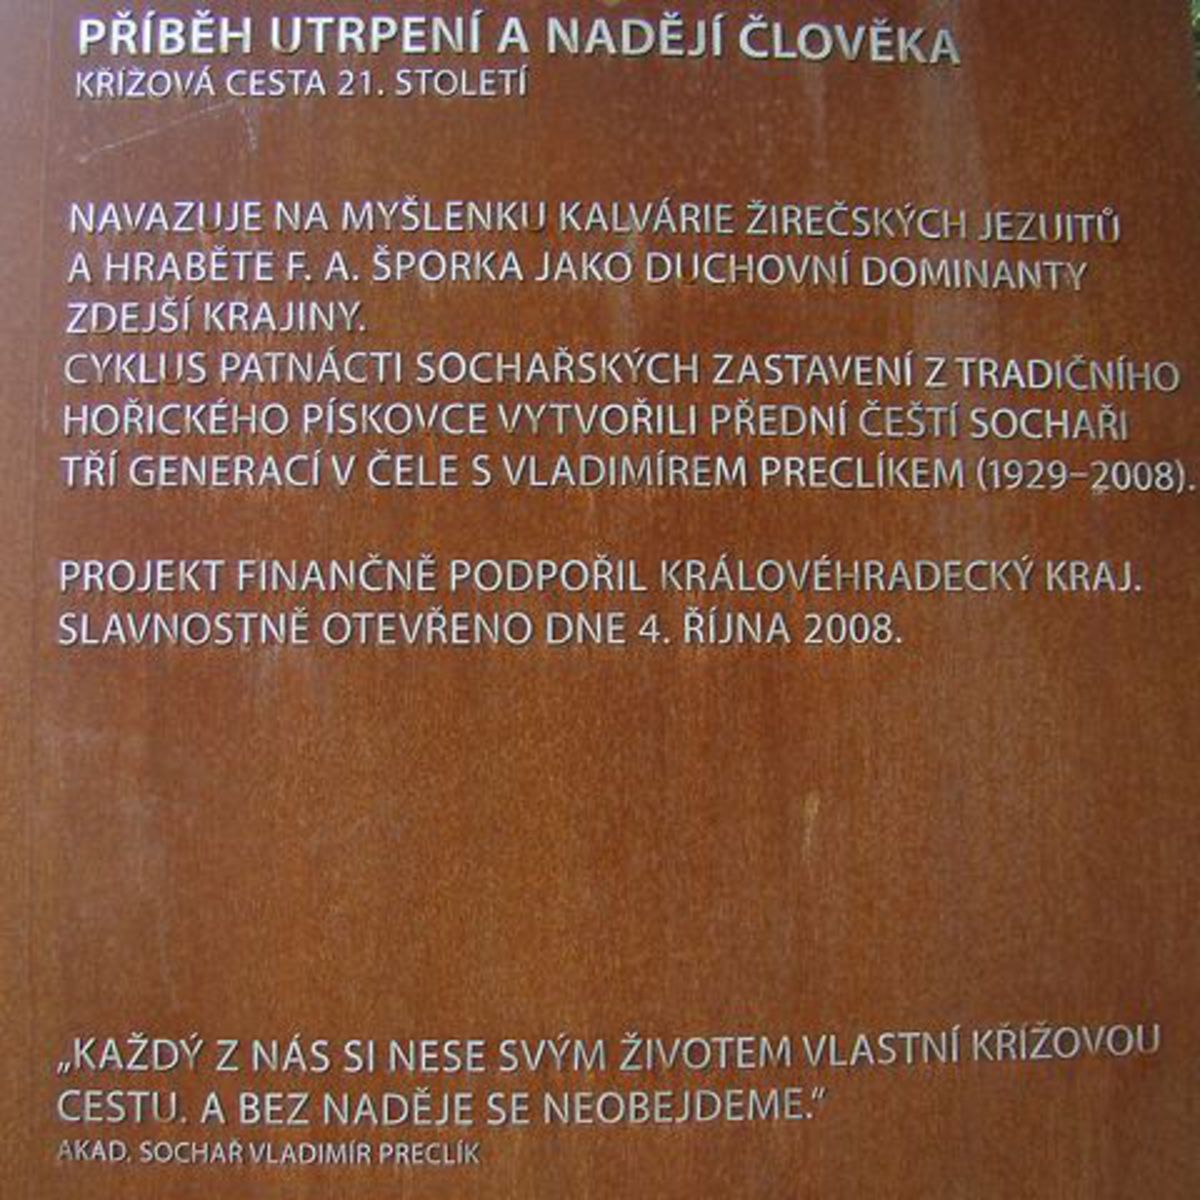 PŘÍBĚH UTRPENÍ A NADĚJÍ ČLOVĚKA
KŘÍŽOVÁ CESTA 21. STOLETÍ
NAVAZUJE NA MYŠLENKU KALVÁRIE ŽIREČSKÝCH JEZUITŮ
A HRABĚTE F. A. ŠPORKA JAKO DUCHOVNÍ DOMINANTY
ZDEJŠÍ KRAJINY.
CYKLUS PATNÁCTI SOCHAŘSKÝCH ZASTAVENÍ Z TRADIČNÍHO
HOŘICKÉHO PÍSKOVCE VYTVOŘILI PŘEDNÍ ČEŠTÍ SOCHAŘI
TŘÍ GENERACÍ V ČELE S VLADIMÍREM PRECLÍKEM (1929–2008).
PROJEKT FINANČNĚ PODPOŘIL KRÁLOVÉHRADECKÝ KRAJ.
SLAVNOSTNĚ OTEVŘENO DNE 4. ŘÍJNA 2008.
„KAŽDÝ Z NÁS SI NESE SVÝM ŽIVOTEM VLASTNÍ KŘÍŽOVOU
CESTU. A BEZ NADĚJE SE NEOBEJDEME.“
AKAD. SOCHAŘ VLADIMÍR PRECLÍK